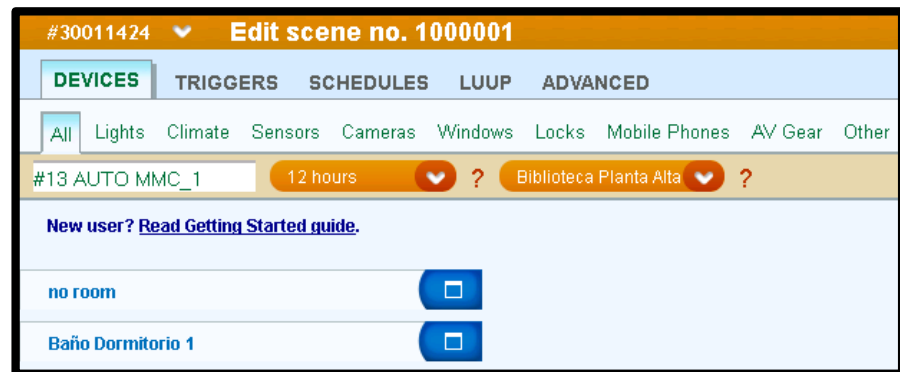 #30011424 Edit scene no. 1000001
DEVICES TRIGGERS SCHEDULES LUUP ADVANCED
All Lights Climate Sensors Cameras Windows Locks Mobile Phones AV Gear Other
#13 AUTO MMC_1 12 hours ? Biblioteca Planta Alta ?
New user? Read Getting Started guide.
no room
Baño Dormitorio 1